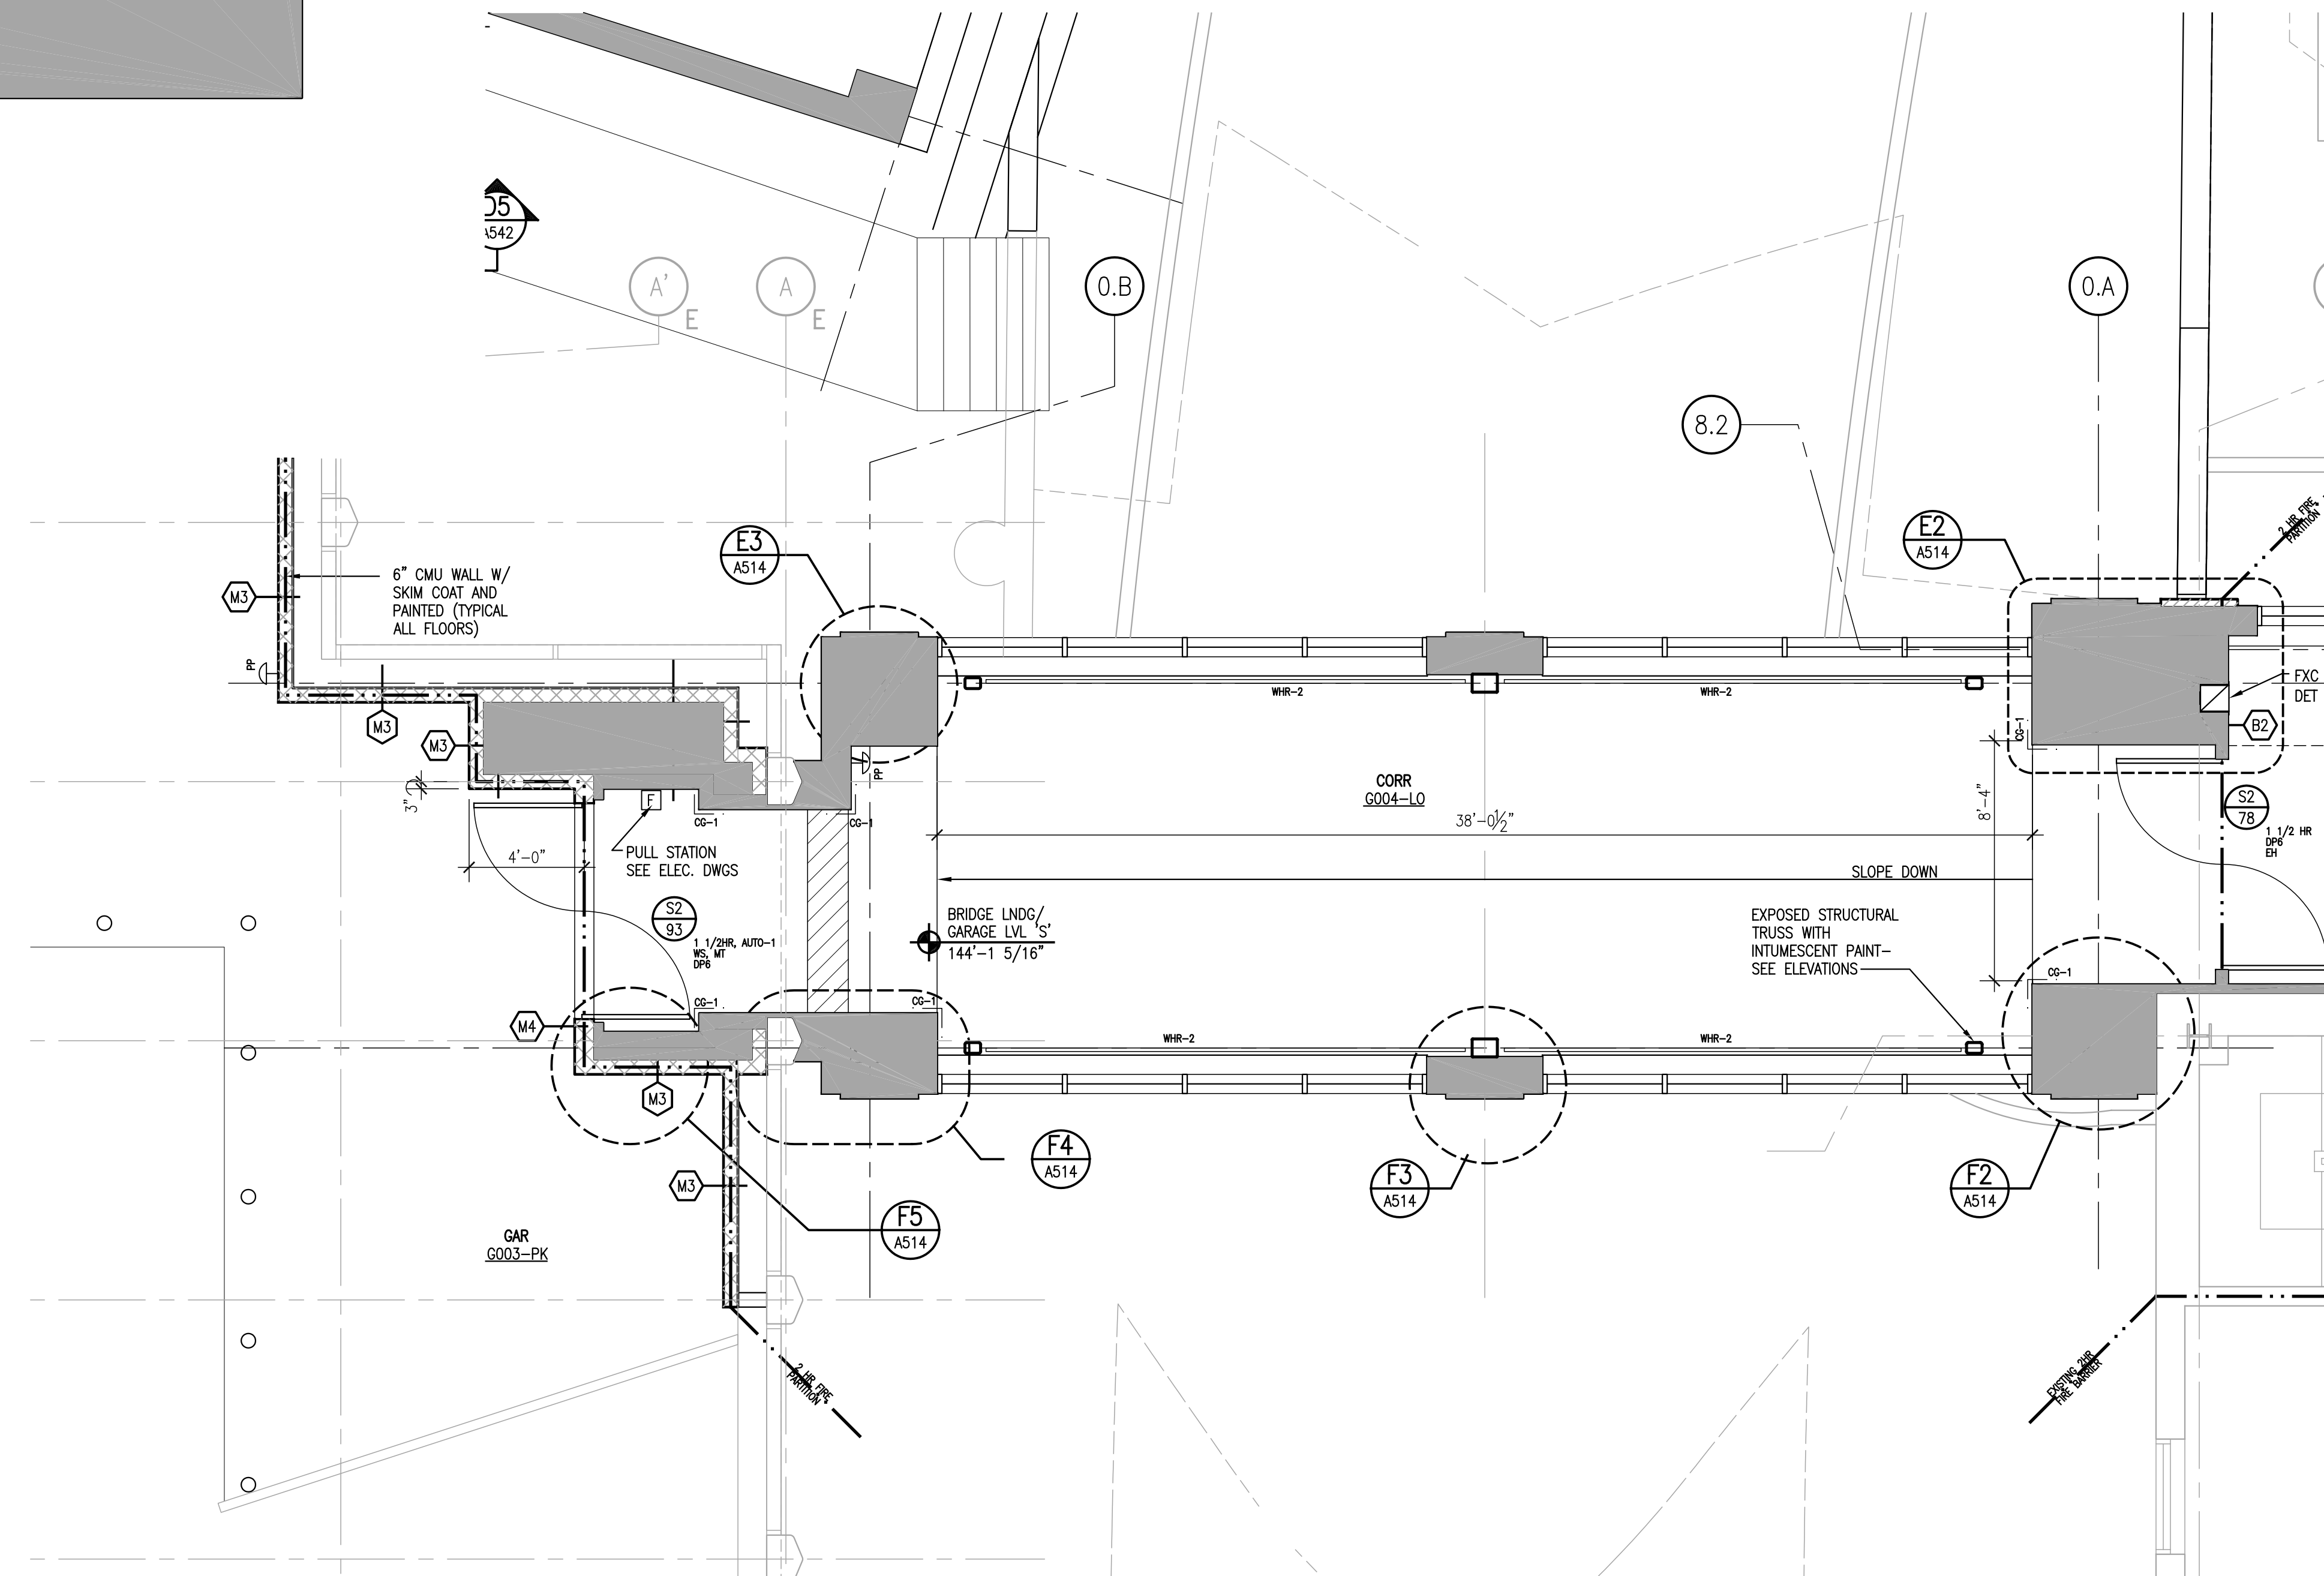 D5
A542
A'
E
A
E
0.B
0.A
8.2
E3
A514
E2
A514
2 HR FIRE
PARTITION
6" CMU WALL W/
SKIM COAT AND
PAINTED (TYPICAL
ALL FLOORS)
M3
PP
M3
M3
3"
F
CG-1
PULL STATION
SEE ELEC. DWGS
4'-0"
S2
93
1 1/2HR, AUTO-1
WS, MT
DP6
CG-1
M4
M3
PP
CG-1
WHR-2
WHR-2
CORR
G004-LO
38'-0 1/2"
SLOPE DOWN
BRIDGE LNDG/
GARAGE LVL 'S'
144'-1 5/16"
EXPOSED STRUCTURAL
TRUSS WITH
INTUMESCENT PAINT-
SEE ELEVATIONS
CG-1
8'-4"
FXC
DET
B2
S2
78
1 1/2 HR
DP6
EH
CG-1
CG-1
WHR-2
WHR-2
F4
A514
F3
A514
F2
A514
M3
F5
A514
GAR
G003-PK
2 HR FIRE
PARTITION
EXISTING 2HR
FIRE BARRIER